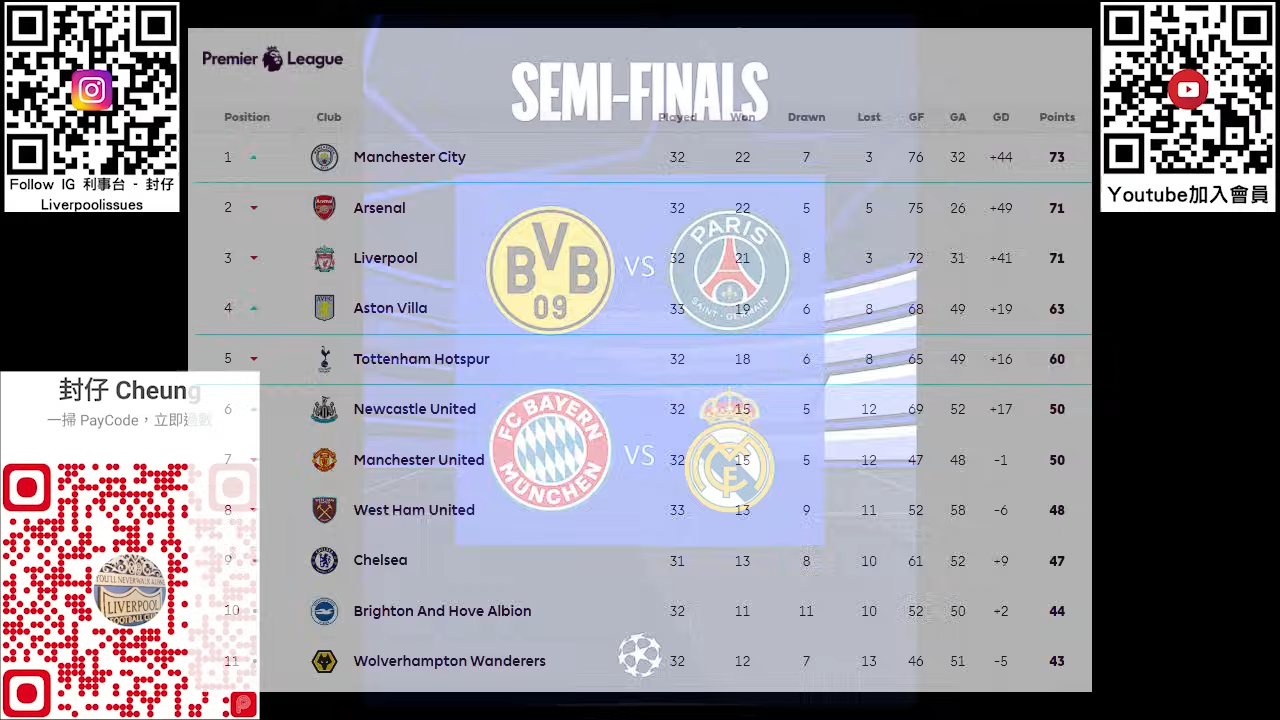 Follow IG 利事台 - 封仔
Liverpoolissues
Youtube加入會員
封仔 Cheung
一掃 PayCode，立即過數
YOU'LL NEVER WALK ALONE
LIVERPOOL
FOOTBALL CLUB
Premier League
SEMI-FINALS
Position Club Played Won Drawn Lost GF GA GD Points
1 Manchester City 32 22 7 3 76 32 +44 73
2 Arsenal 32 22 5 5 75 26 +49 71
3 Liverpool 32 21 8 3 72 31 +41 71
4 Aston Villa 33 19 6 8 68 49 +19 63
5 Tottenham Hotspur 32 18 6 8 65 49 +16 60
6 Newcastle United 32 15 5 12 69 52 +17 50
7 Manchester United 32 15 5 12 47 48 -1 50
8 West Ham United 33 13 9 11 52 58 -6 48
9 Chelsea 31 13 8 10 61 52 +9 47
10 Brighton And Hove Albion 32 11 11 10 52 50 +2 44
11 Wolverhampton Wanderers 32 12 7 13 46 51 -5 43
BVB
09
VS
PARIS
SAINT-GERMAIN
FC BAYERN
MÜNCHEN
VS